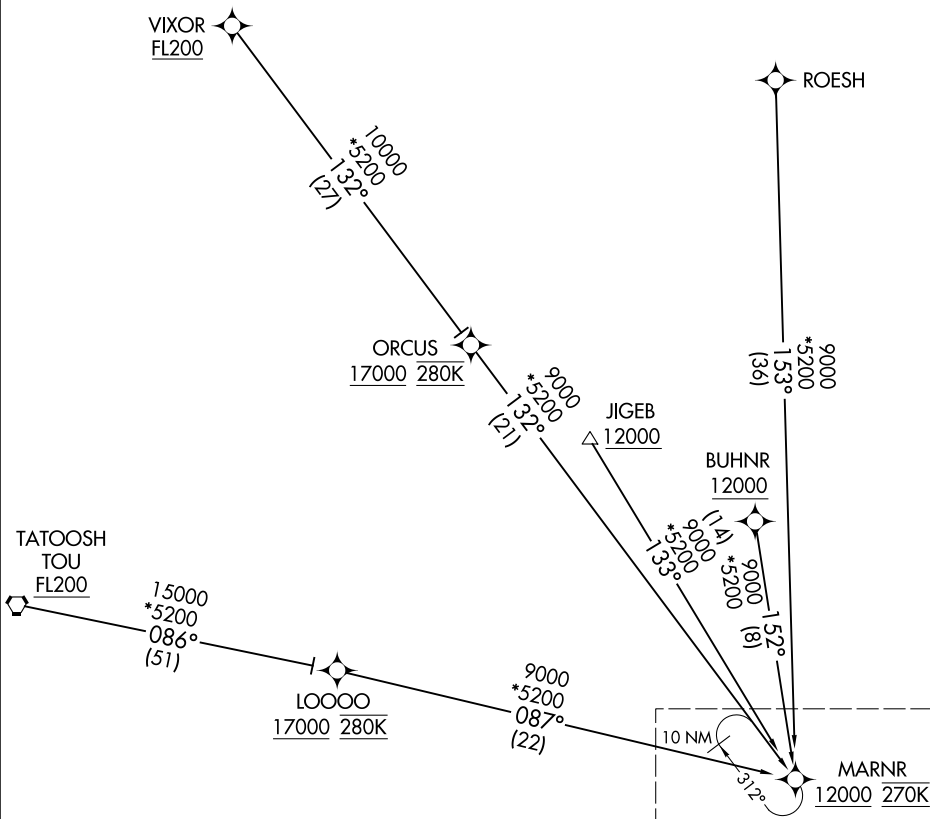 VIXOR
FL200
ROESH
10000
*5200
132°
(27)
ORCUS
17000 280K
9000
*5200
132°
(21)
9000
*5200
153°
(36)
JIGEB
12000
BUHNR
12000
(14)
9000
*5200
133°
9000
*5200
152°
(8)
TATOOSH
TOU
FL200
15000
*5200
086°
(51)
LOOOO
17000 280K
9000
*5200
087°
(22)
10 NM
312°
MARNR
12000 270K